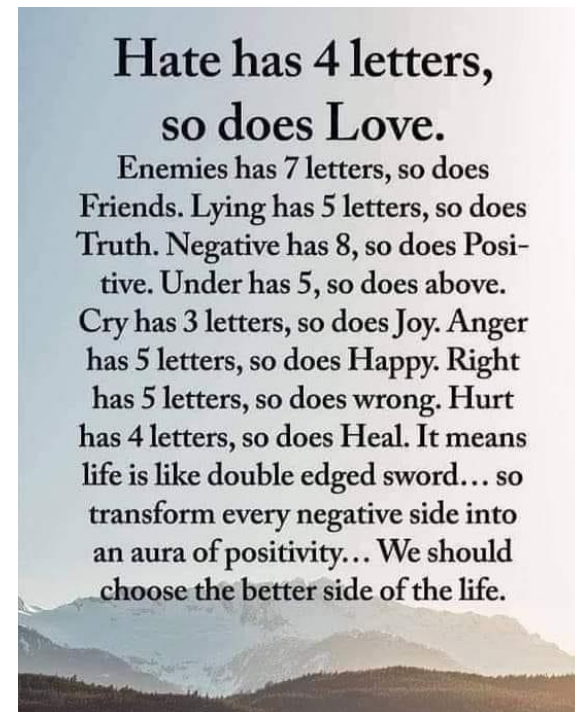 Hate has 4 letters,
so does Love.
Enemies has 7 letters, so does
Friends. Lying has 5 letters, so does
Truth. Negative has 8, so does Posi-
tive. Under has 5, so does above.
Cry has 3 letters, so does Joy. Anger
has 5 letters, so does Happy. Right
has 5 letters, so does wrong. Hurt
has 4 letters, so does Heal. It means
life is like double edged sword... so
transform every negative side into
an aura of positivity... We should
choose the better side of the life.